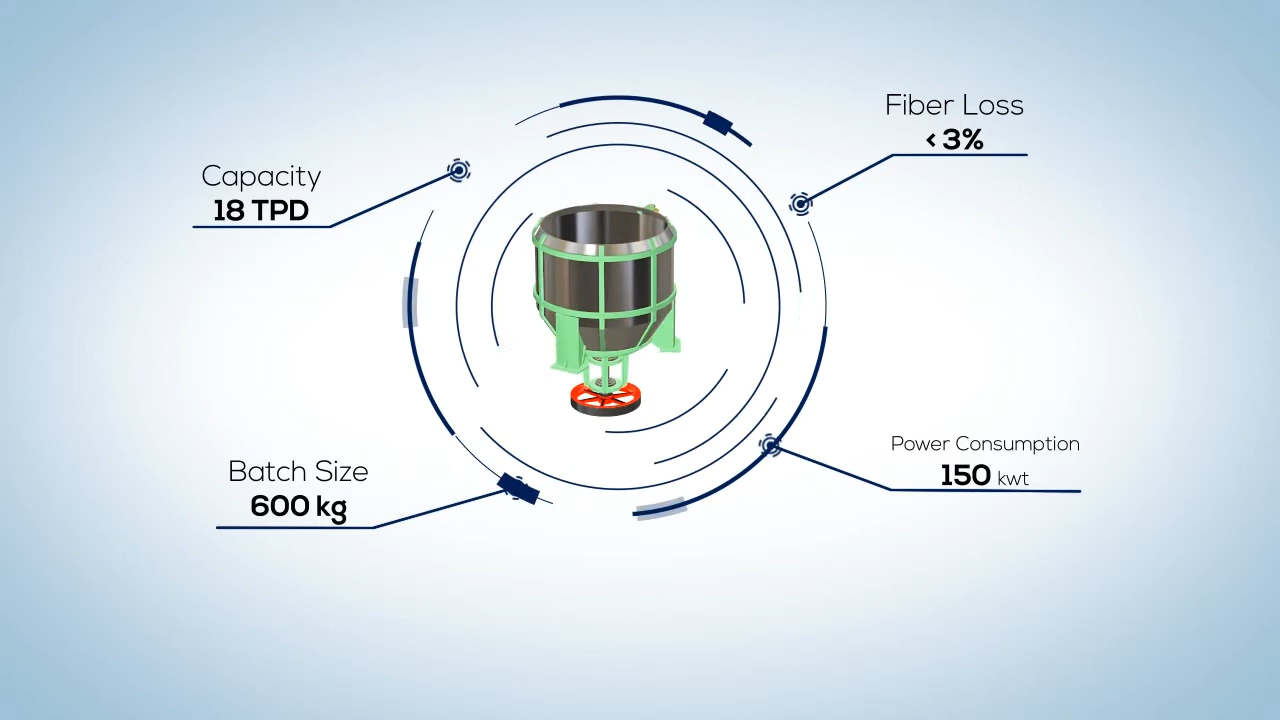 Fiber Loss
< 3%
Capacity
18 TPD
Power Consumption
150 kwt
Batch Size
600 kg